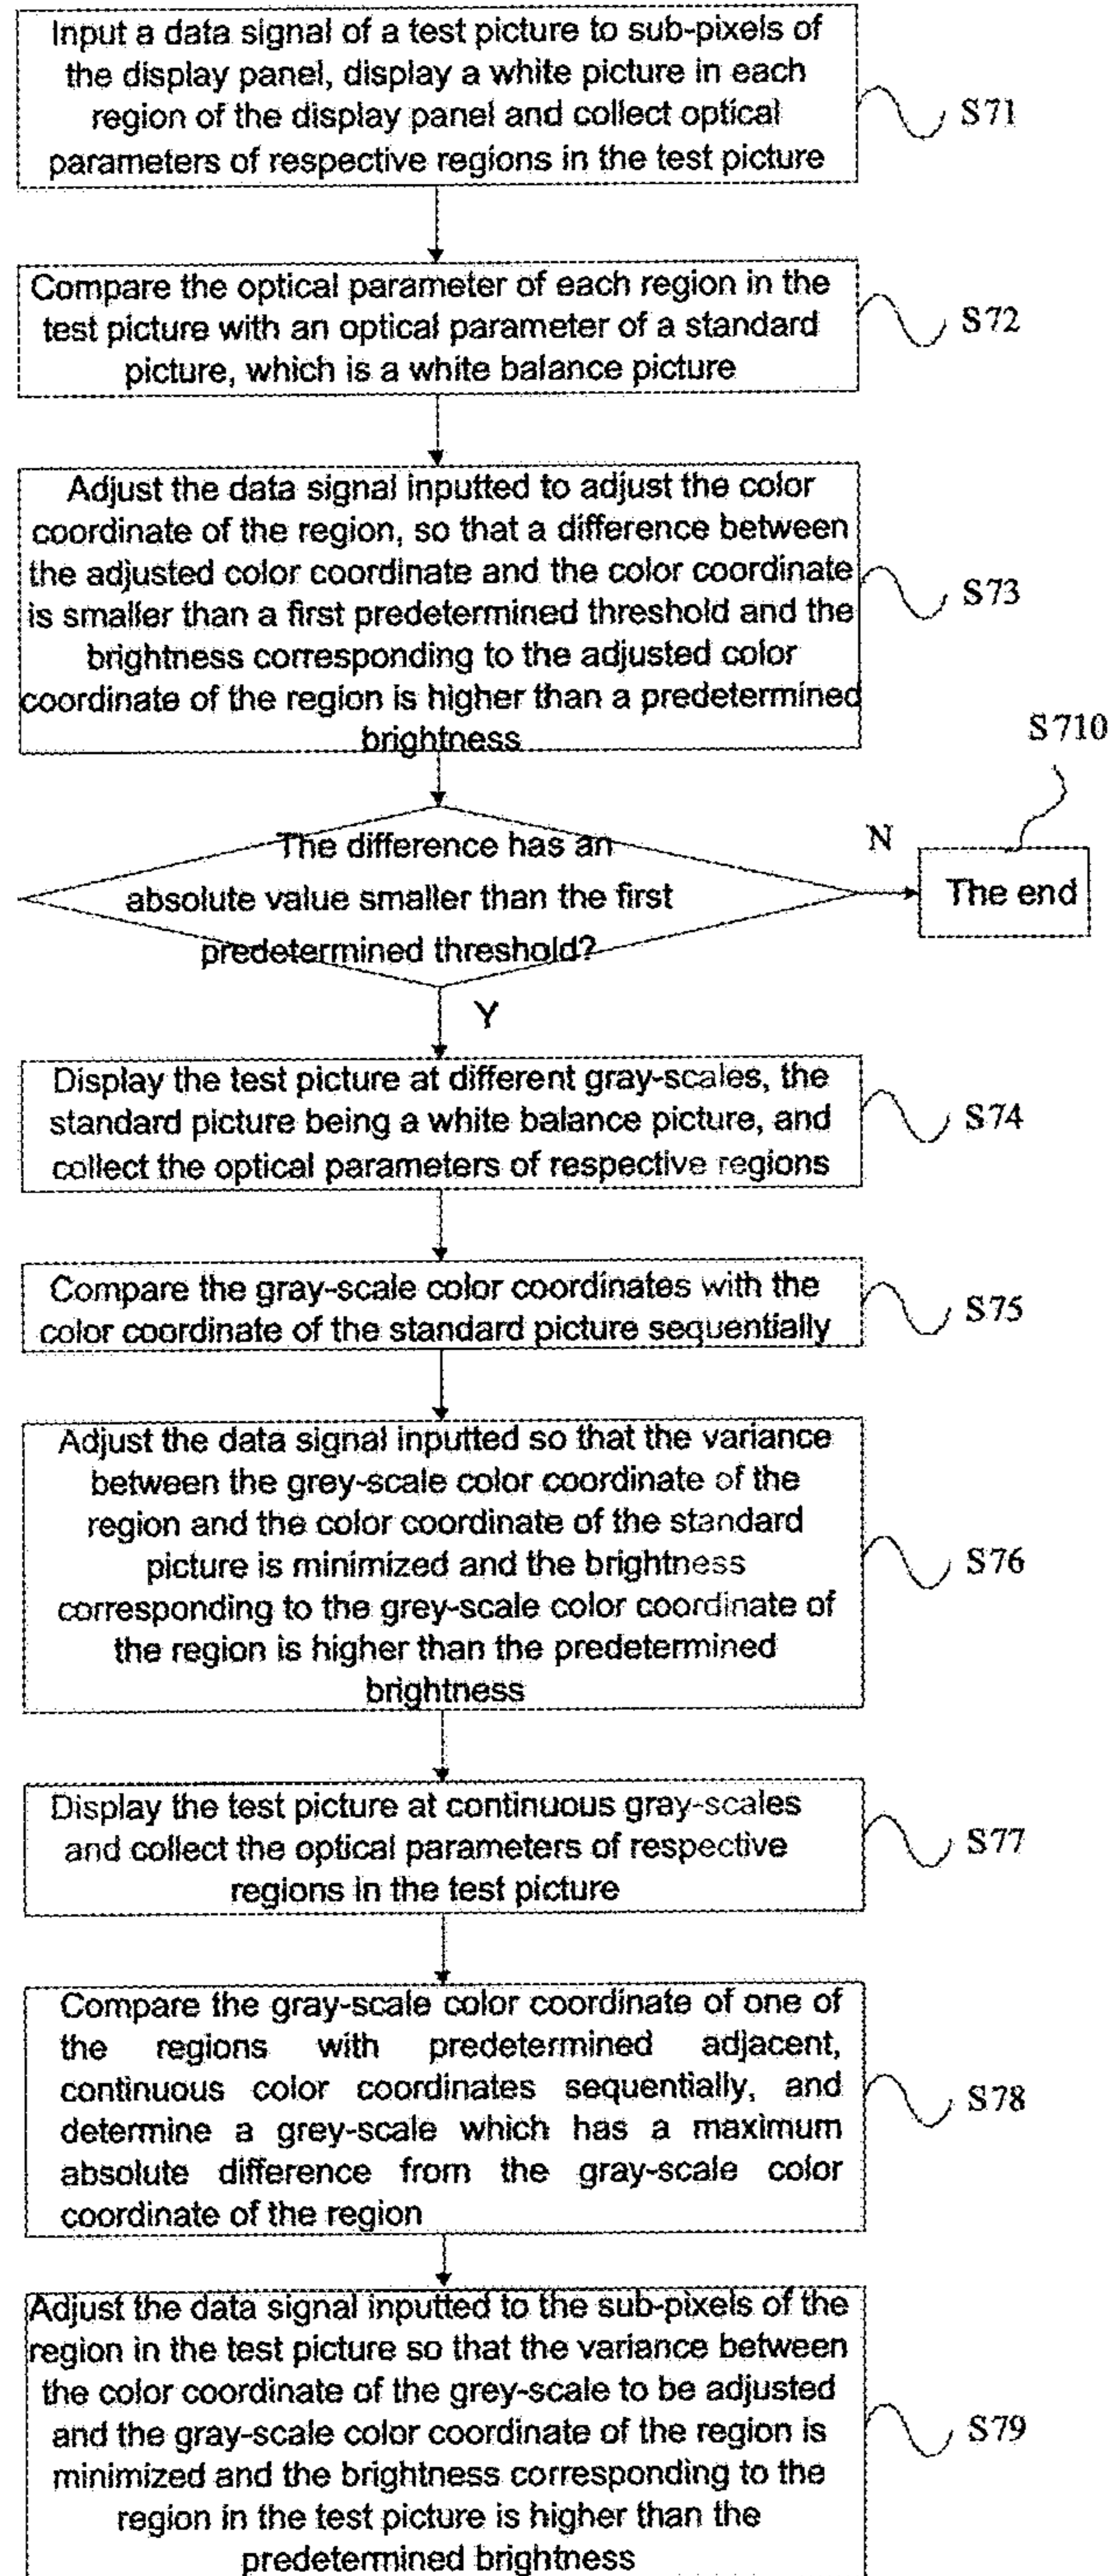 Input a data signal of a test picture to sub-pixels of
the display panel, display a white picture in each
region of the display panel and collect optical
parameters of respective regions in the test picture
S71
Compare the optical parameter of each region in the
test picture with an optical parameter of a standard
picture, which is a white balance picture
S72
Adjust the data signal inputted to adjust the color
coordinate of the region, so that a difference between
the adjusted color coordinate and the color coordinate
is smaller than a first predetermined threshold and the
brightness corresponding to the adjusted color
coordinate of the region is higher than a predetermined
brightness
S73
S710
The difference has an
absolute value smaller than the first
predetermined threshold?
N
The end
Y
Display the test picture at different gray-scales, the
standard picture being a white balance picture, and
collect the optical parameters of respective regions
S74
Compare the gray-scale color coordinates with the
color coordinate of the standard picture sequentially
S75
Adjust the data signal inputted so that the variance
between the grey-scale color coordinate of the
region and the color coordinate of the standard
picture is minimized and the brightness
corresponding to the grey-scale color coordinate of
the region is higher than the predetermined
brightness
S76
Display the test picture at continuous gray-scales
and collect the optical parameters of respective
regions in the test picture
S77
Compare the gray-scale color coordinate of one of
the regions with predetermined adjacent,
continuous color coordinates sequentially, and
determine a grey-scale which has a maximum
absolute difference from the gray-scale color
coordinate of the region
S78
Adjust the data signal inputted to the sub-pixels of the
region in the test picture so that the variance between
the color coordinate of the grey-scale to be adjusted
and the gray-scale color coordinate of the region is
minimized and the brightness corresponding to the
region in the test picture is higher than the
predetermined brightness
S79